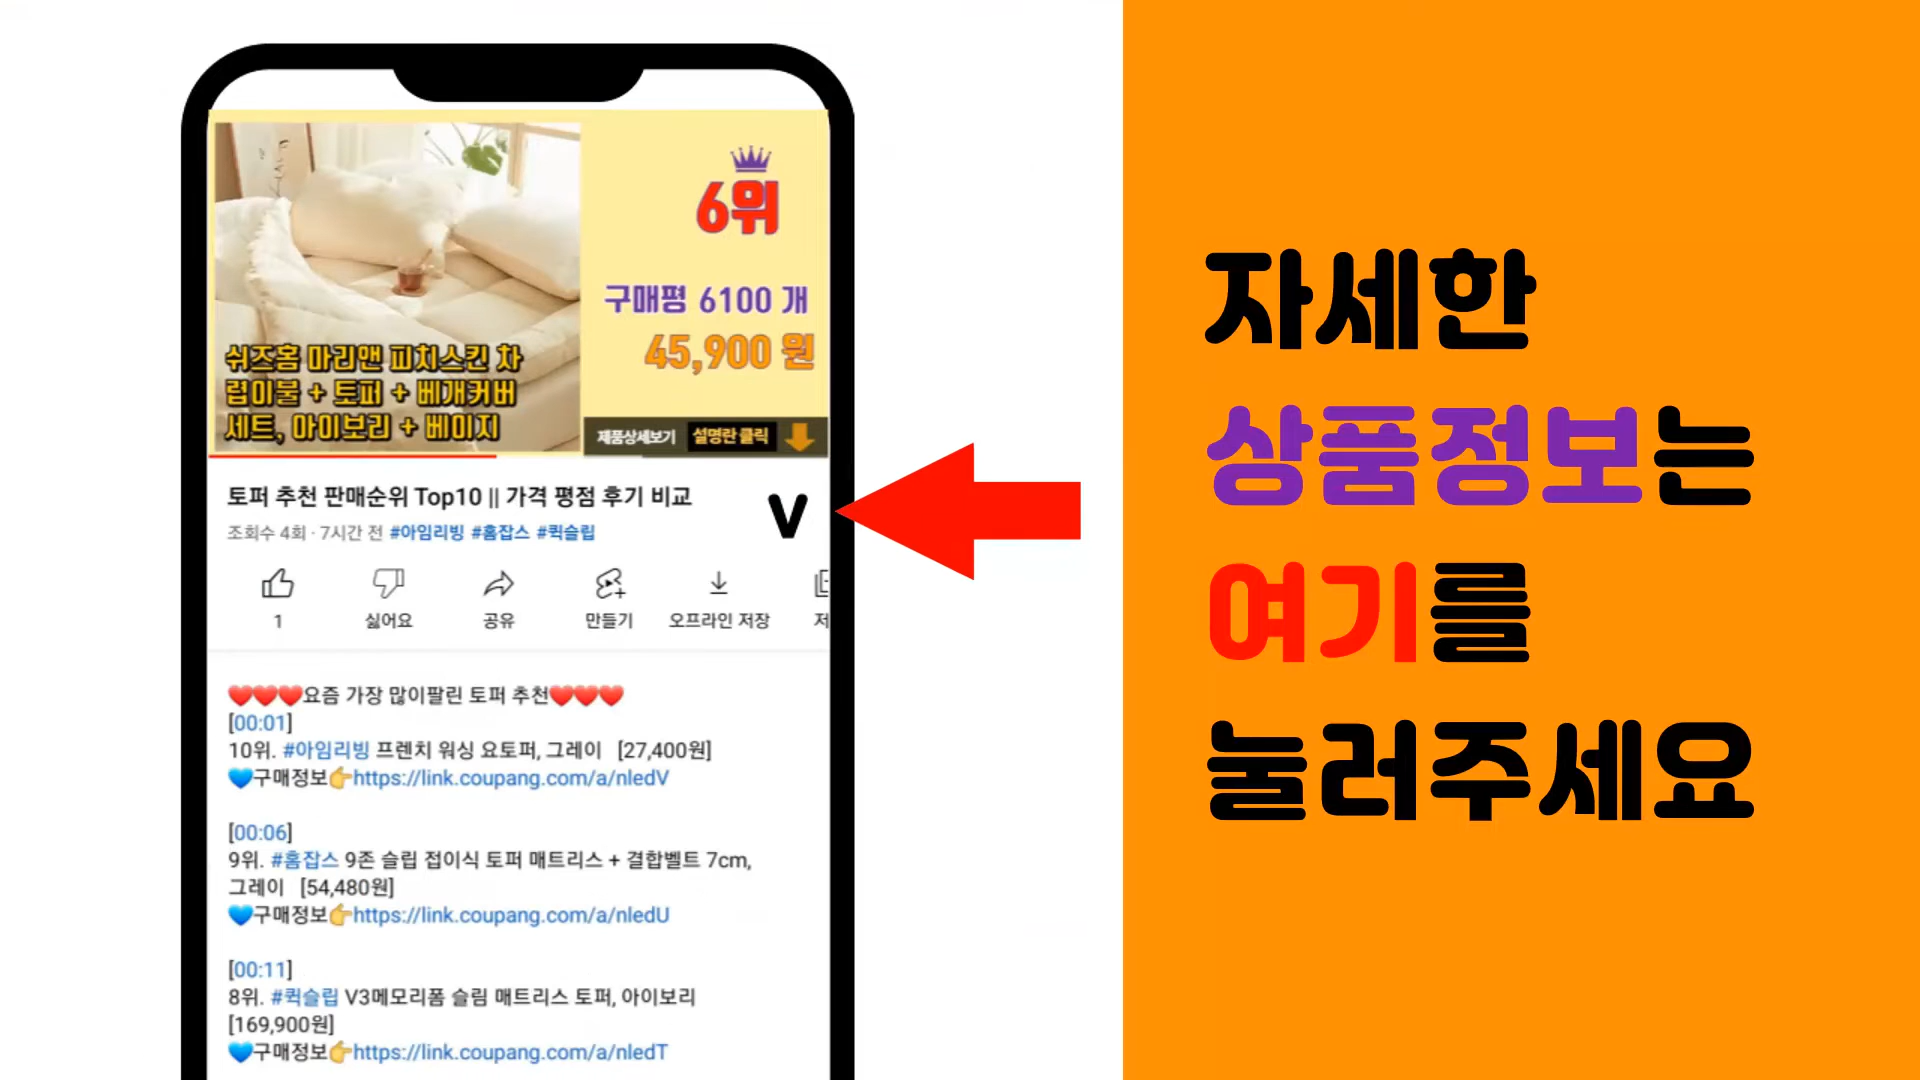 6위
구매평 6100 개
45,900 원
쉬즈홈 마리앤 피치스킨 차
렵이불 + 토퍼 + 베개커버
세트, 아이보리 + 베이지
제품상세보기 설명란 클릭
토퍼 추천 판매순위 Top10 || 가격 평점 후기 비교
V
조회수 4회 · 7시간 전 #아임리빙 #홈잡스 #퀵슬립
1 싫어요 공유 만들기 오프라인 저장 저
❤️❤️❤️요즘 가장 많이팔린 토퍼 추천❤️❤️❤️
[00:01]
10위. #아임리빙 프렌치 워싱 요토퍼, 그레이 [27,400원]
💙구매정보👉https://link.coupang.com/a/nledV
[00:06]
9위. #홈잡스 9존 슬립 접이식 토퍼 매트리스 + 결합벨트 7cm,
그레이 [54,480원]
💙구매정보👉https://link.coupang.com/a/nledU
[00:11]
8위. #퀵슬립 V3메모리폼 슬림 매트리스 토퍼, 아이보리
[169,900원]
💙구매정보👉https://link.coupang.com/a/nledT
자세한
상품정보는
여기를
눌러주세요